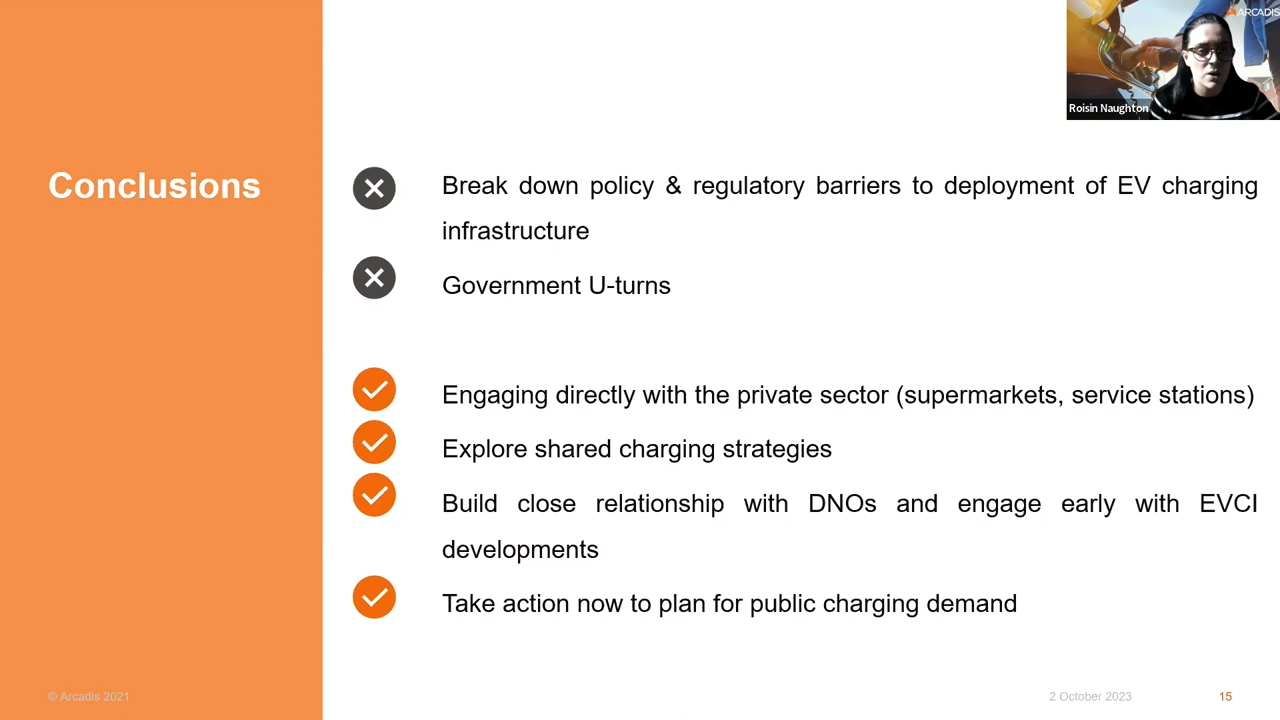 ARCADIS
Roisin Naughton
Conclusions
Break down policy & regulatory barriers to deployment of EV charging
infrastructure
Government U-turns
Engaging directly with the private sector (supermarkets, service stations)
Explore shared charging strategies
Build close relationship with DNOs and engage early with EVCI
developments
Take action now to plan for public charging demand
© Arcadis 2021
2 October 2023
15